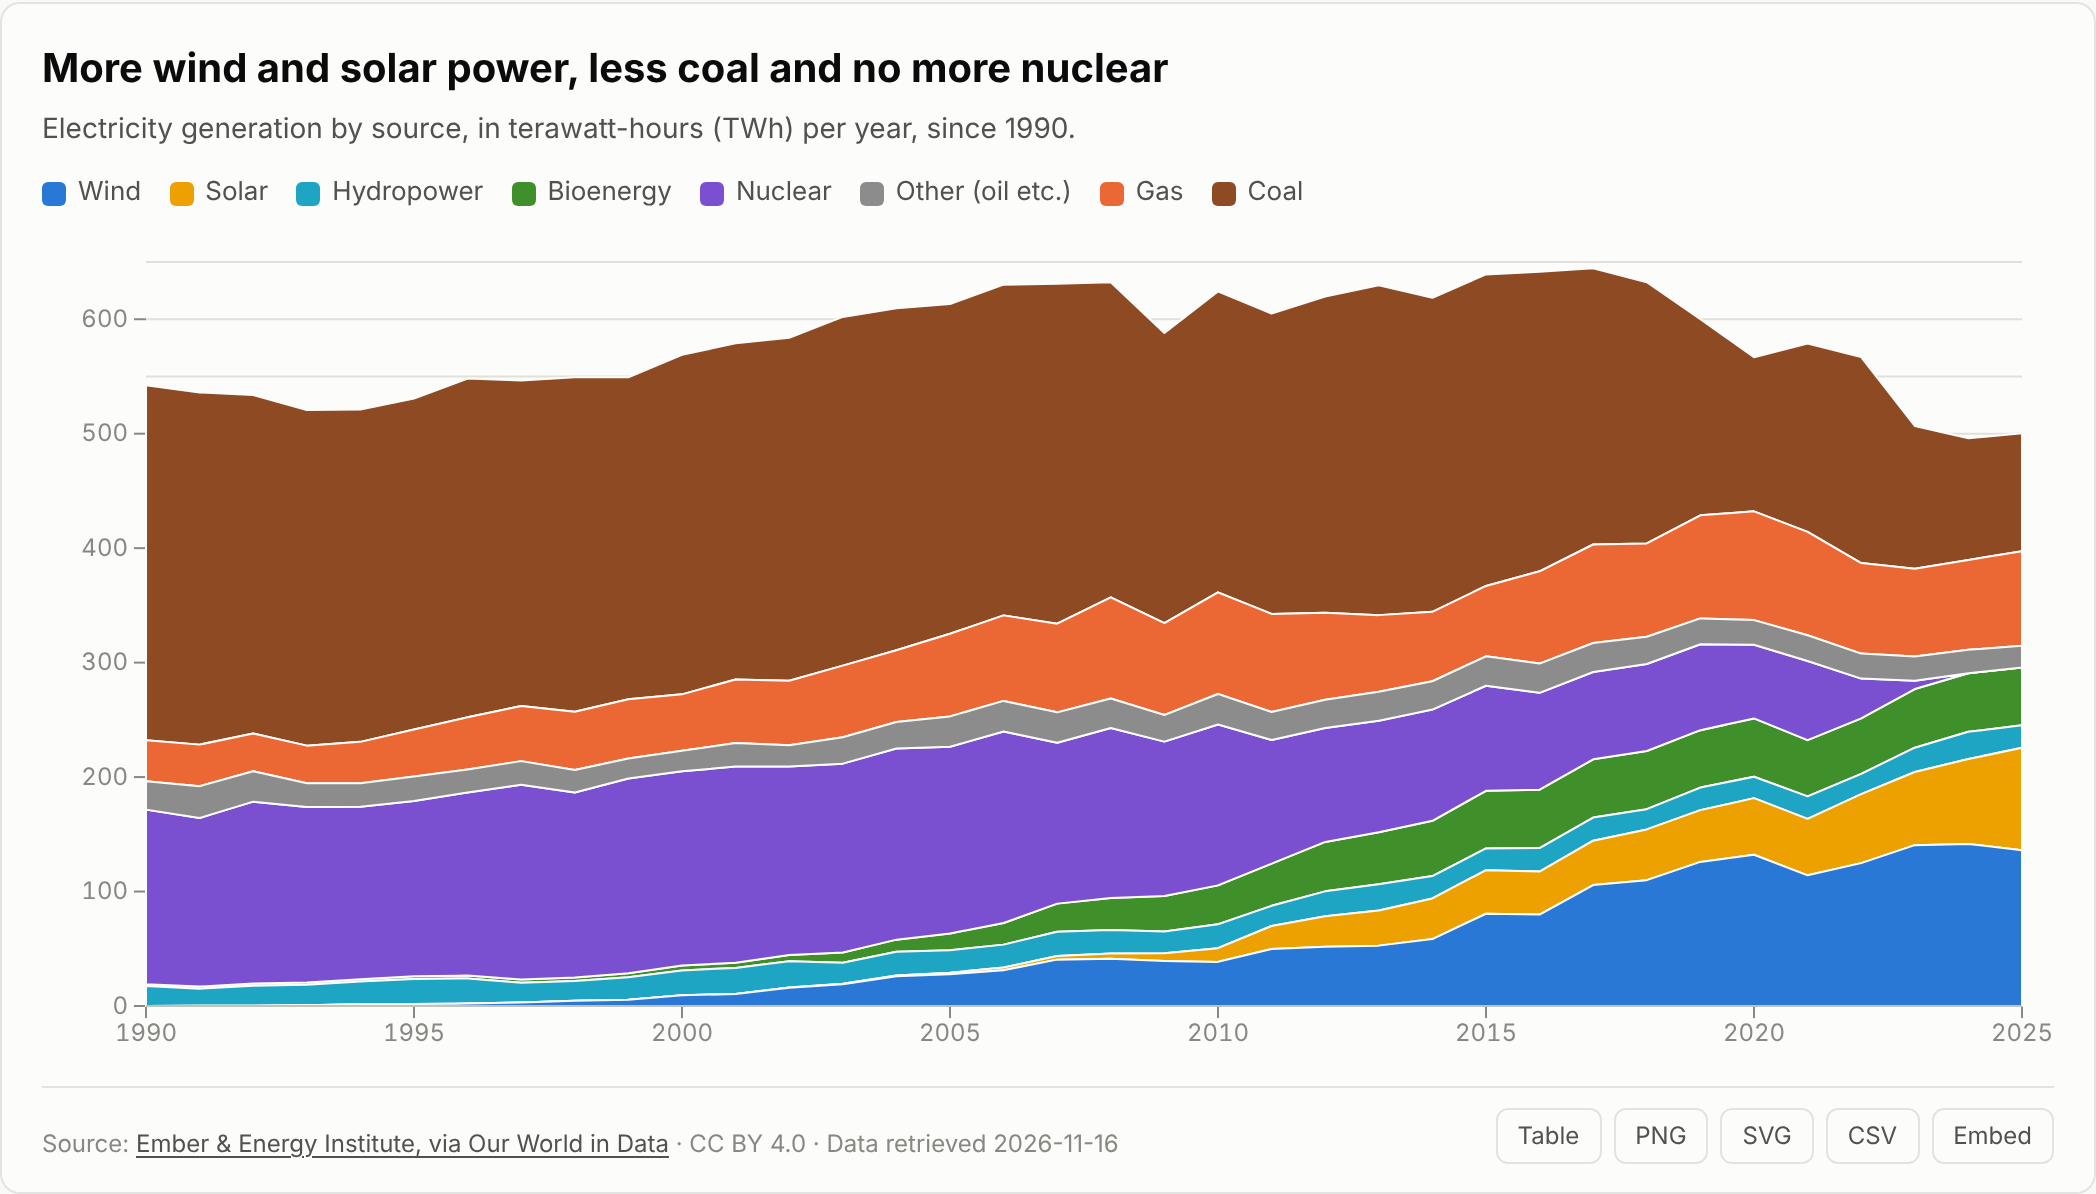 More wind and solar power, less coal and no more nuclear
Electricity generation by source, in terawatt-hours (TWh) per year, since 1990.
Wind Solar Hydropower Bioenergy Nuclear Other (oil etc.) Gas Coal
600
500
400
300
200
100
0
1990 1995 2000 2005 2010 2015 2020 2025
Source: Ember & Energy Institute, via Our World in Data · CC BY 4.0 · Data retrieved 2026-11-16
Table PNG SVG CSV Embed